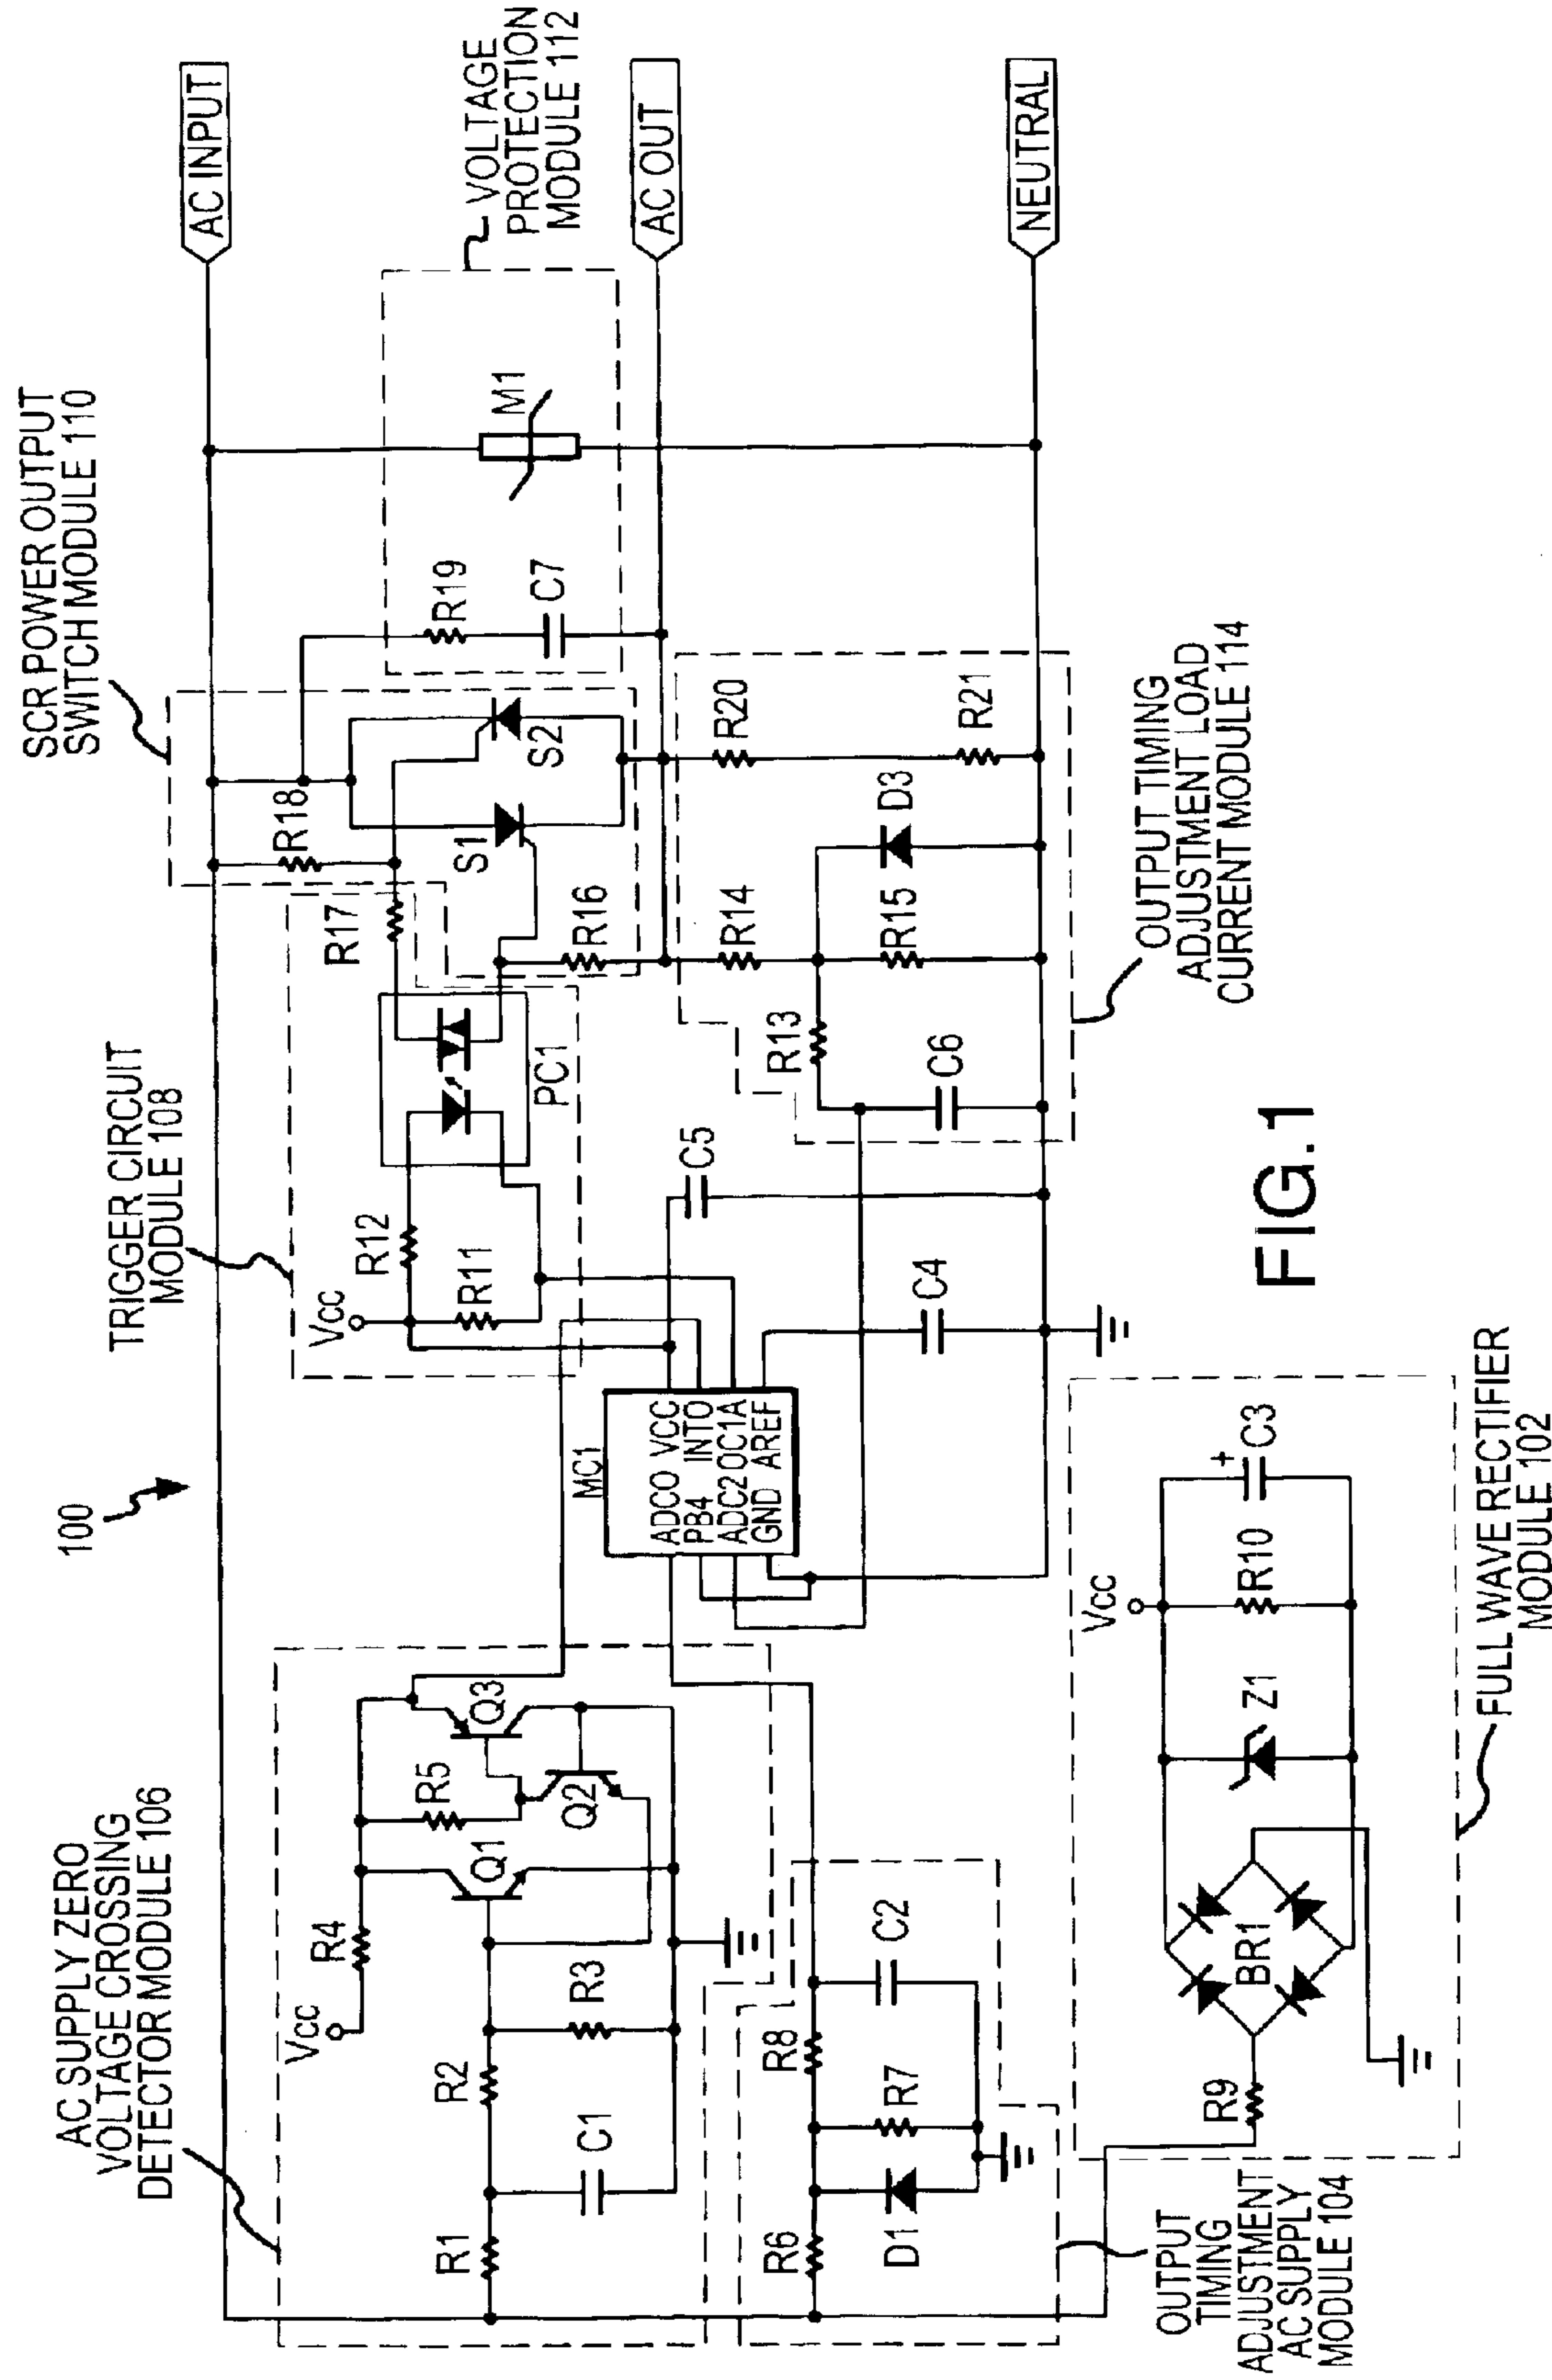 100
SCR POWER OUTPUT
SWITCH MODULE 110
AC INPUT
VOLTAGE
PROTECTION
MODULE 112
AC OUT
NEUTRAL
TRIGGER CIRCUIT
MODULE 108
AC SUPPLY ZERO
VOLTAGE CROSSING
DETECTOR MODULE 106
Vcc
R4
R5
Q1
Q2
Q3
R1
R2
R3
C1
Vcc
R11
R12
PC1
R17
R18
S1
S2
R16
R19
C7
M1
MC1
ADC0 VCC
PB4 INTO
ADC2 OC1A
GND AREF
C4
C5
R13
C6
R14
R15
D3
R20
R21
OUTPUT TIMING
ADJUSTMENT LOAD
CURRENT MODULE 114
R6
D1
R7
R8
C2
OUTPUT
TIMING
ADJUSTMENT
AC SUPPLY
MODULE 104
R9
BR1
Z1
Vcc
R10
+
C3
FULL WAVE RECTIFIER
MODULE 102
FIG.1